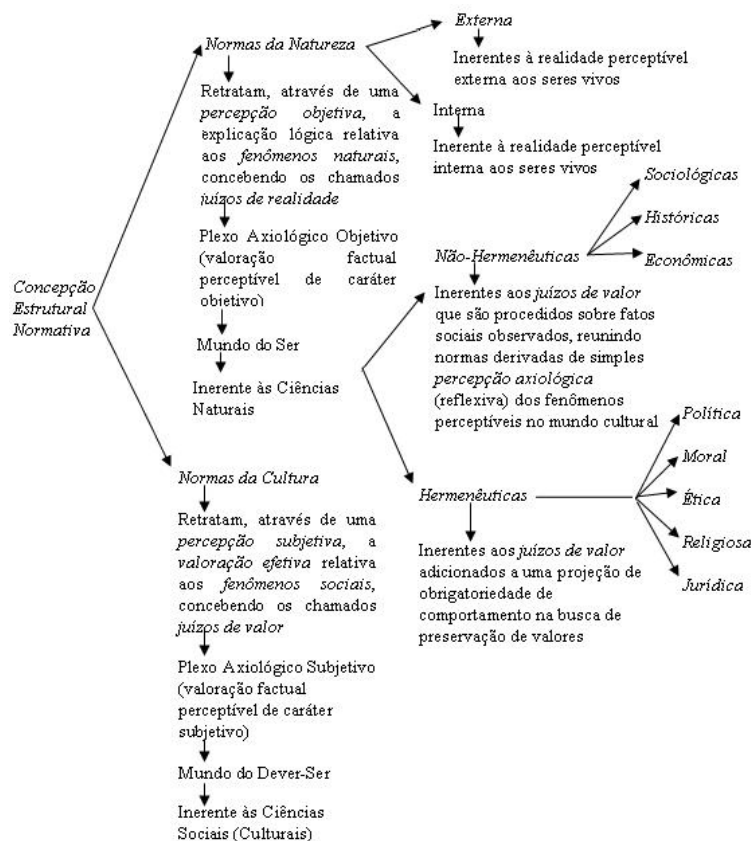 Concepção
Estrutural
Normativa
Normas da Natureza
Retratam, através de uma
percepção objetiva, a
explicação lógica relativa
aos fenômenos naturais,
concebendo os chamados
juízos de realidade
Plexo Axiológico Objetivo
(valoração factual
perceptível de caráter
objetivo)
Mundo do Ser
Inerente às Ciências
Naturais
Externa
Inerentes à realidade perceptível
externa aos seres vivos
Interna
Inerente à realidade perceptível
interna aos seres vivos
Normas da Cultura
Retratam, através de uma
percepção subjetiva, a
valoração efetiva relativa
aos fenômenos sociais,
concebendo os chamados
juízos de valor
Plexo Axiológico Subjetivo
(valoração factual
perceptível de caráter
subjetivo)
Mundo do Dever-Ser
Inerente às Ciências
Sociais (Culturais)
Não-Hermenêuticas
Inerentes aos juízos de valor
que são procedidos sobre fatos
sociais observados, reunindo
normas derivadas de simples
percepção axiológica
(reflexiva) dos fenômenos
perceptíveis no mundo cultural
Sociológicas
Históricas
Econômicas
Hermenêuticas
Inerentes aos juízos de valor
adicionados a uma projeção de
obrigatoriedade de
comportamento na busca de
preservação de valores
Política
Moral
Ética
Religiosa
Jurídica